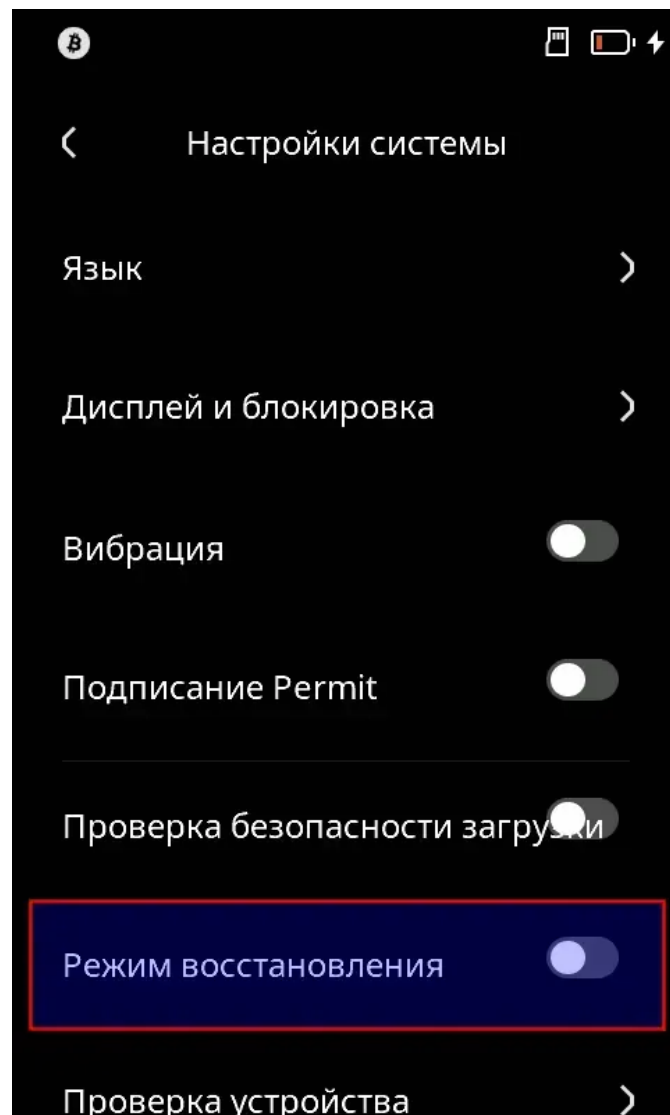 Настройки системы
Язык
Дисплей и блокировка
Вибрация
Подписание Permit
Проверка безопасности загрузки
Режим восстановления
Проверка устройства